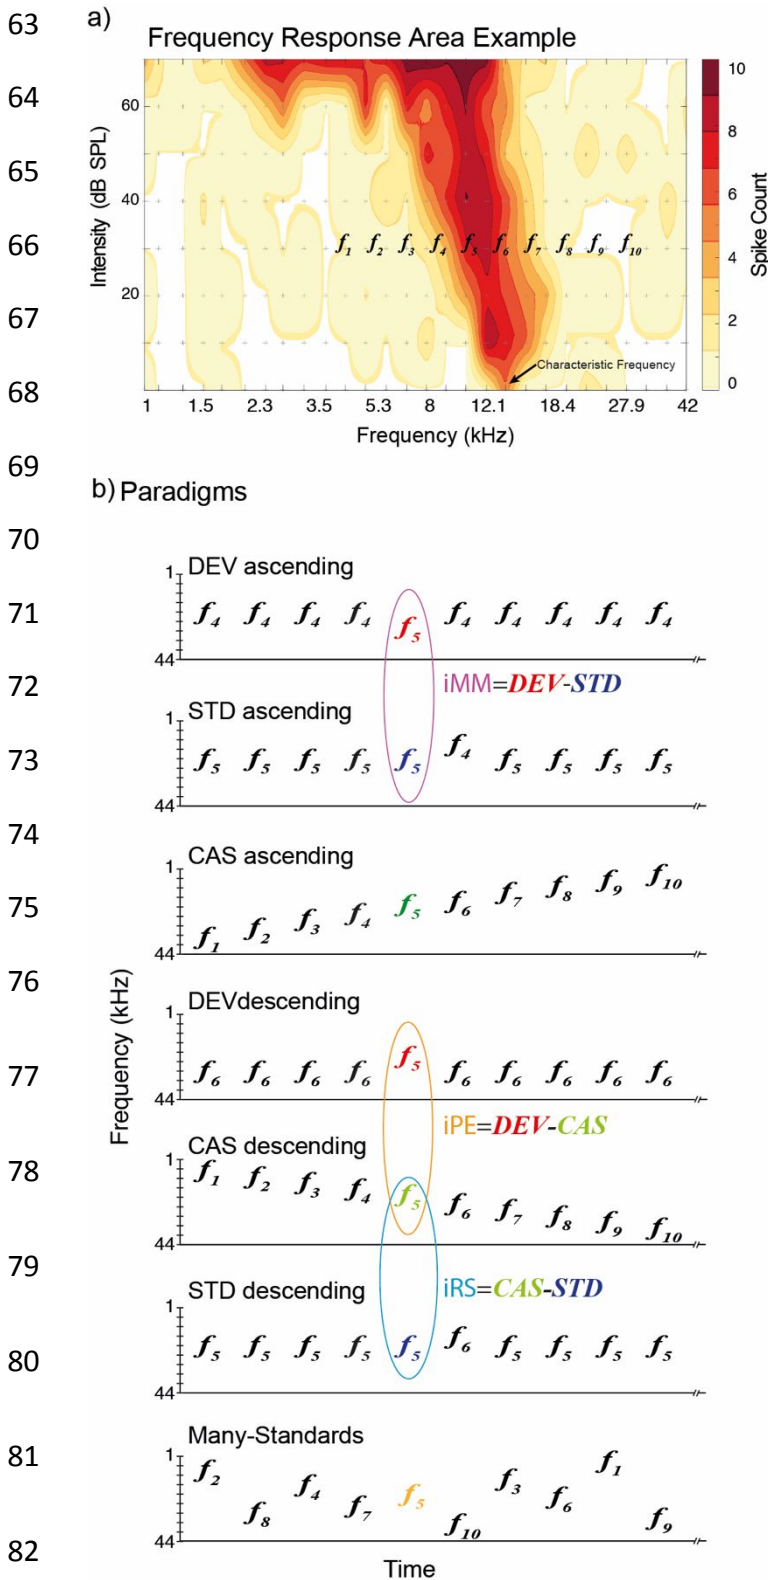 63
a)
Frequency Response Area Example
64
65
66
67
68
Intensity (dB SPL)
60
40
20
f1 f2 f3 f4 f5 f6 f7 f8 f9 f10
Characteristic Frequency
1 1.5 2.3 3.5 5.3 8 12.1 18.4 27.9 42
Frequency (kHz)
10
8
6
4
2
0
Spike Count
69
b) Paradigms
70
DEV ascending
1
71
f4 f4 f4 f4 f5 f4 f4 f4 f4 f4
44
72
iMM=DEV-STD
STD ascending
1
73
f5 f5 f5 f5 f5 f4 f5 f5 f5 f5
44
74
CAS ascending
1
75
f1 f2 f3 f4 f5 f6 f7 f8 f9 f10
44
76
Frequency (kHz)
DEVdescending
1
77
f6 f6 f6 f6 f5 f6 f6 f6 f6 f6
44
iPE=DEV-CAS
CAS descending
78
1
f1 f2 f3 f4 f5 f6 f7 f8 f9 f10
44
79
iRS=CAS-STD
STD descending
1
80
f5 f5 f5 f5 f5 f6 f5 f5 f5 f5
44
Many-Standards
81
1
f2 f8 f4 f7 f5 f10 f3 f6 f1 f9
44
82
Time